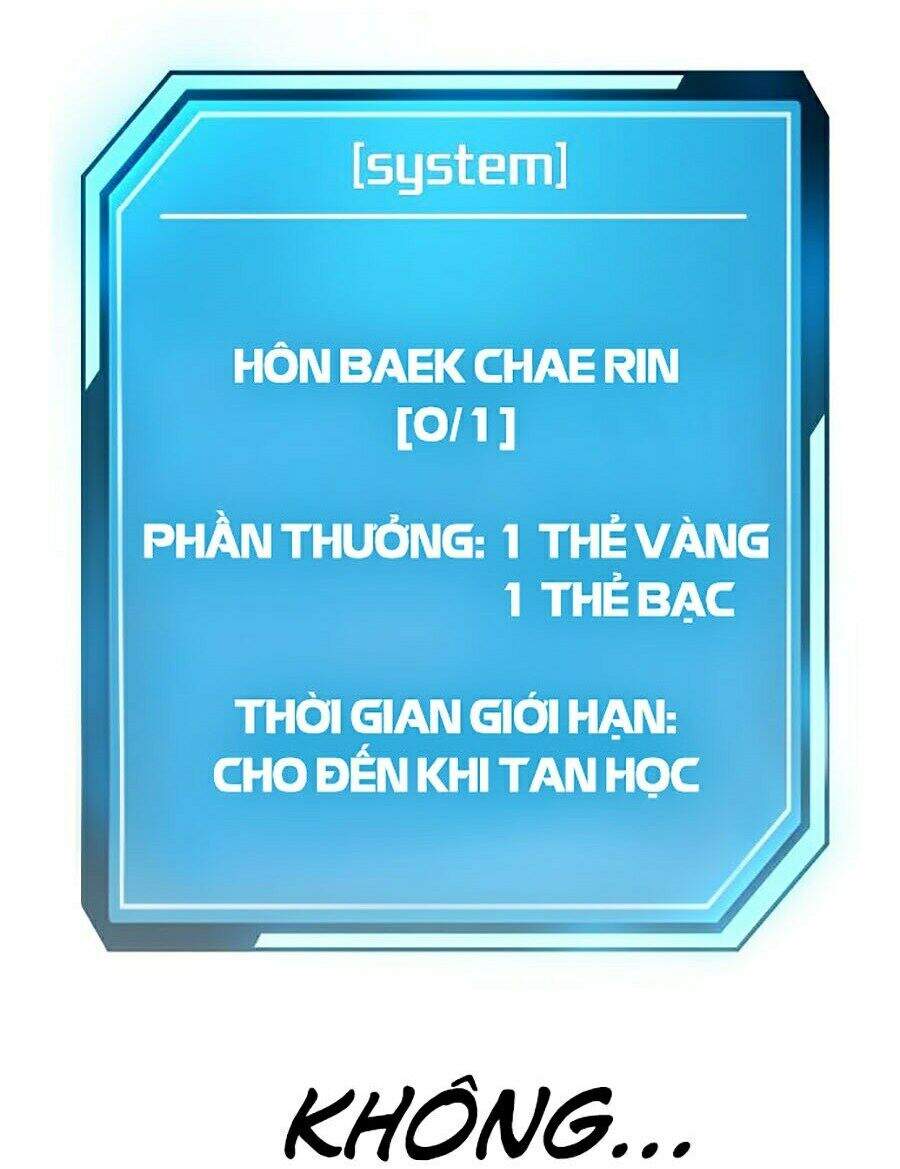 [system]
HÔN BAEK CHAE RIN
[0/1]
PHẦN THƯỞNG: 1 THẺ VÀNG
1 THẺ BẠC
THỜI GIAN GIỚI HẠN:
CHO ĐẾN KHI TAN HỌC
KHÔNG...